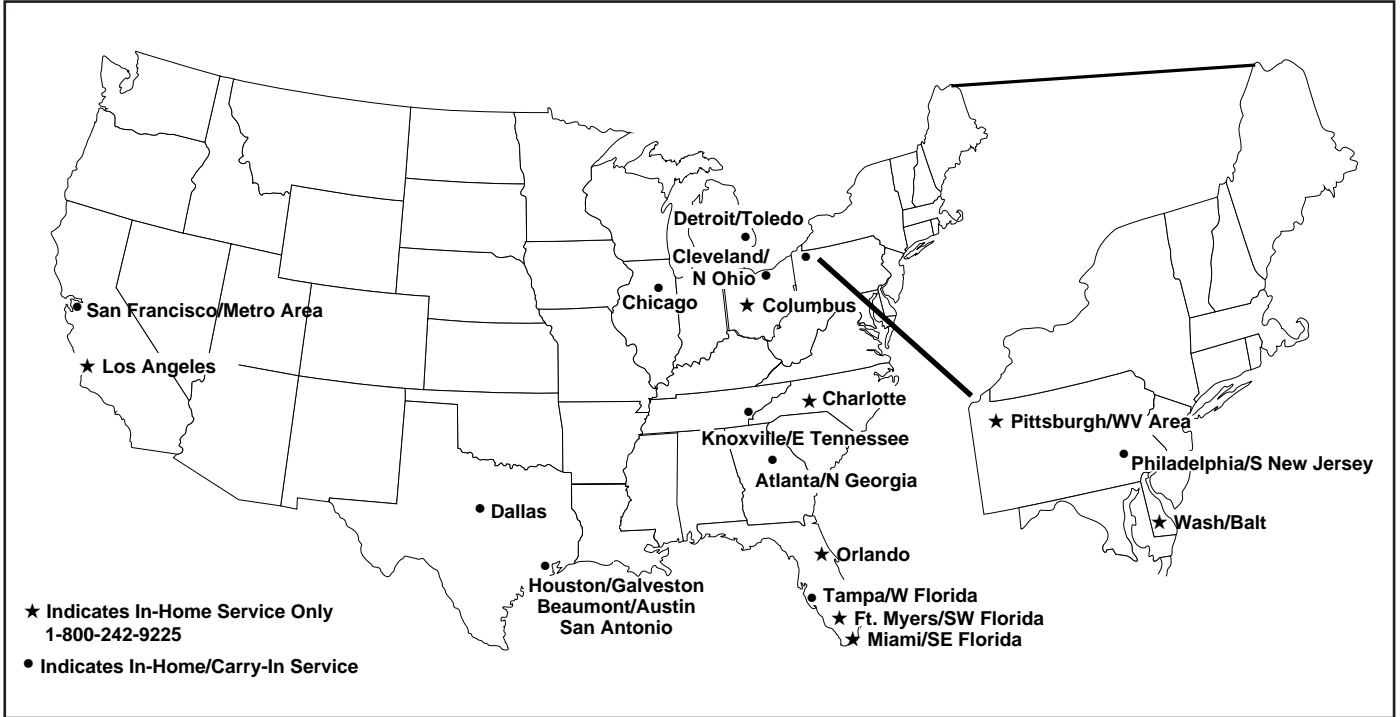 Detroit/Toledo
Cleveland/
N Ohio
Chicago
★ Columbus
San Francisco/Metro Area
★ Los Angeles
★ Charlotte
Knoxville/E Tennessee
Atlanta/N Georgia
★ Pittsburgh/WV Area
Philadelphia/S New Jersey
★ Wash/Balt
Dallas
★ Orlando
Houston/Galveston
Beaumont/Austin
San Antonio
Tampa/W Florida
★ Ft. Myers/SW Florida
★ Miami/SE Florida
★ Indicates In-Home Service Only
1-800-242-9225
• Indicates In-Home/Carry-In Service